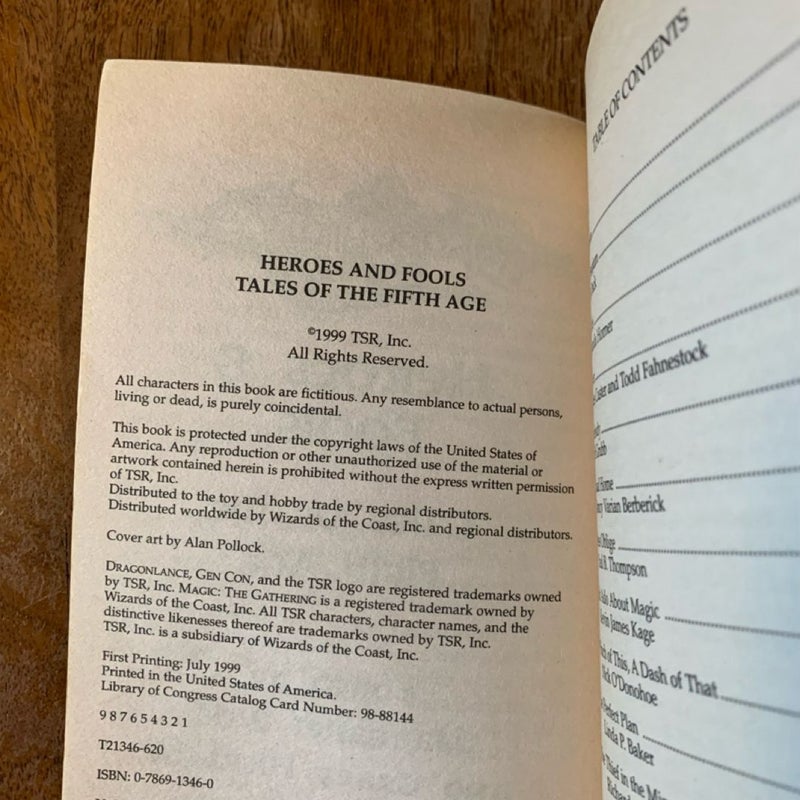 HEROES AND FOOLS
TALES OF THE FIFTH AGE
©1999 TSR, Inc.
All Rights Reserved.
All characters in this book are fictitious. Any resemblance to actual persons,
living or dead, is purely coincidental.
This book is protected under the copyright laws of the United States of
America. Any reproduction or other unauthorized use of the material or
artwork contained herein is prohibited without the express written permission
of TSR, Inc.
Distributed to the toy and hobby trade by regional distributors.
Distributed worldwide by Wizards of the Coast, Inc. and regional distributors.
Cover art by Alan Pollock.
DRAGONLANCE, GEN CON, and the TSR logo are registered trademarks owned
by TSR, Inc. MAGIC: THE GATHERING is a registered trademark owned by
Wizards of the Coast, Inc. All TSR characters, character names, and the
distinctive likenesses thereof are trademarks owned by TSR, Inc.
TSR, Inc. is a subsidiary of Wizards of the Coast, Inc.
First Printing: July 1999
Printed in the United States of America.
Library of Congress Catalog Card Number: 98-88144
9 8 7 6 5 4 3 2 1
T21346-620
ISBN: 0-7869-1346-0
TABLE OF CONTENTS
and Todd Fahnestock
Home
Varian Berberick
Thompson
About Magic
James Kage
of This, A Dash of That
O'Donohoe
Perfect Plan
Linda P. Baker
Thief in the